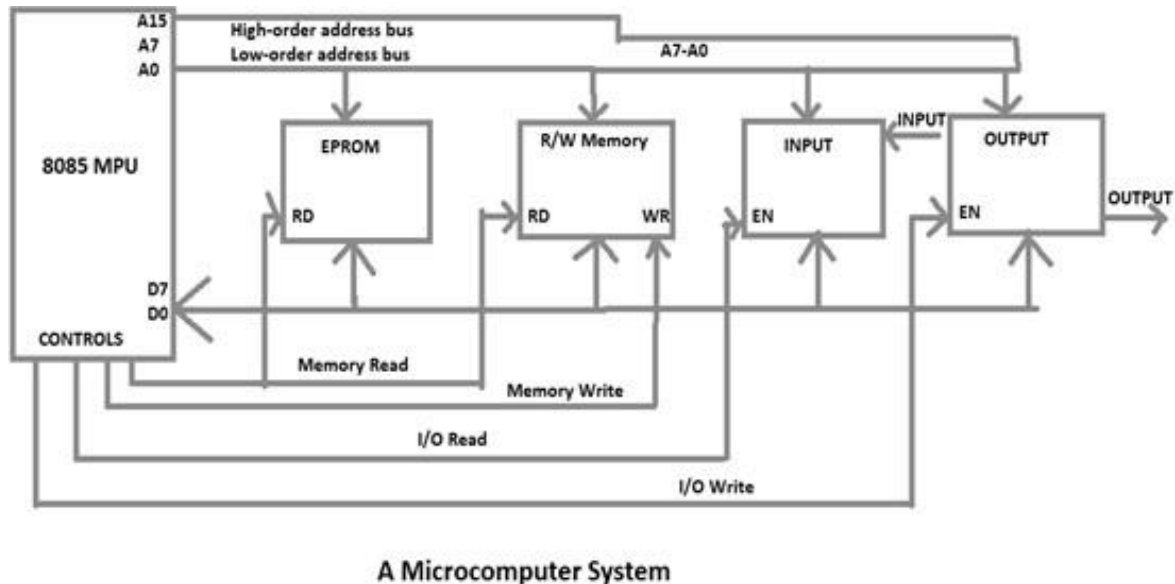 A15
High-order address bus
A7
A7-A0
Low-order address bus
A0
INPUT
EPROM
R/W Memory
INPUT
OUTPUT
8085 MPU
OUTPUT
RD
RD
WR
EN
EN
D7
D0
CONTROLS
Memory Read
Memory Write
I/O Read
I/O Write
A Microcomputer System